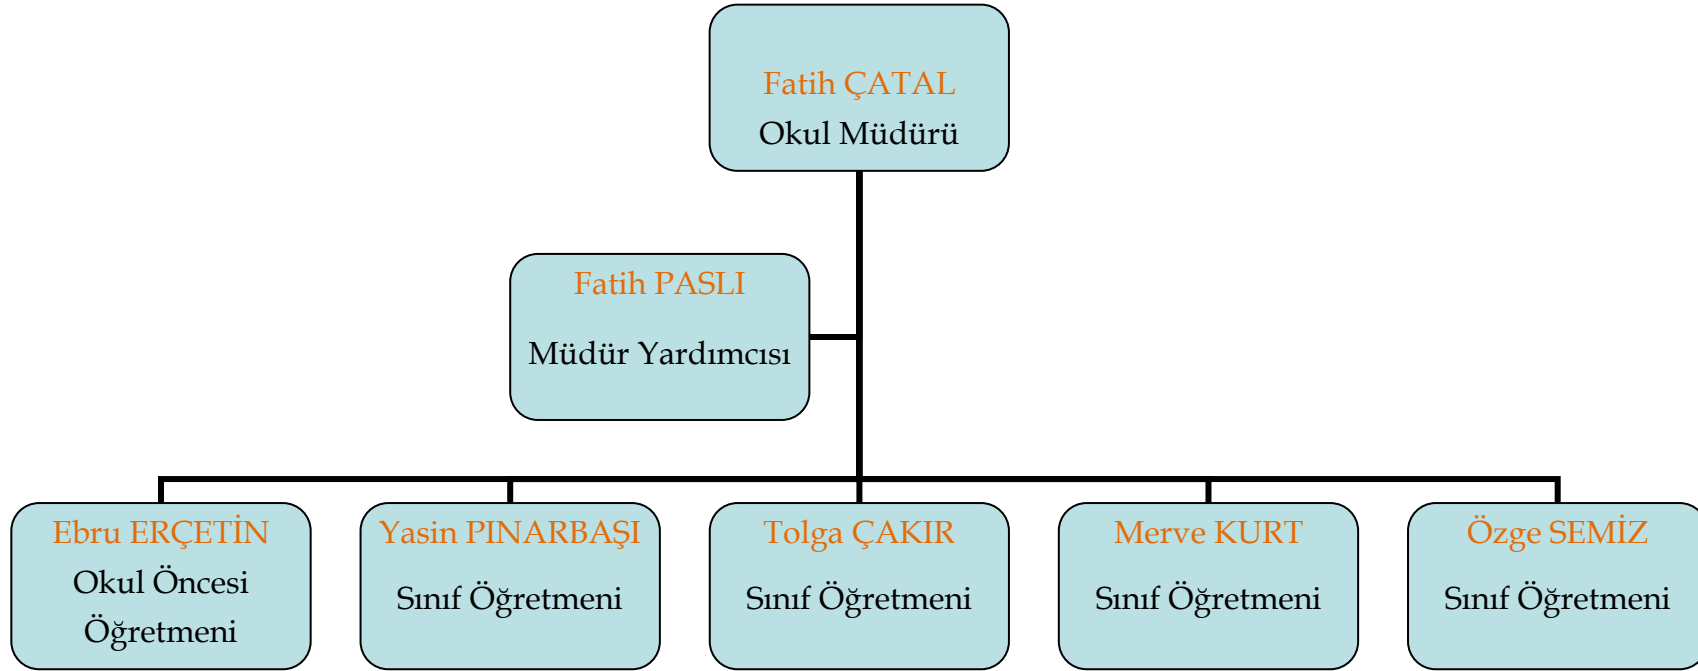 Fatih ÇATAL
Okul Müdürü
Fatih PASLI
Müdür Yardımcısı
Ebru ERÇETİN
Okul Öncesi
Öğretmeni
Yasin PINARBAŞI
Sınıf Öğretmeni
Tolga ÇAKIR
Sınıf Öğretmeni
Merve KURT
Sınıf Öğretmeni
Özge SEMİZ
Sınıf Öğretmeni